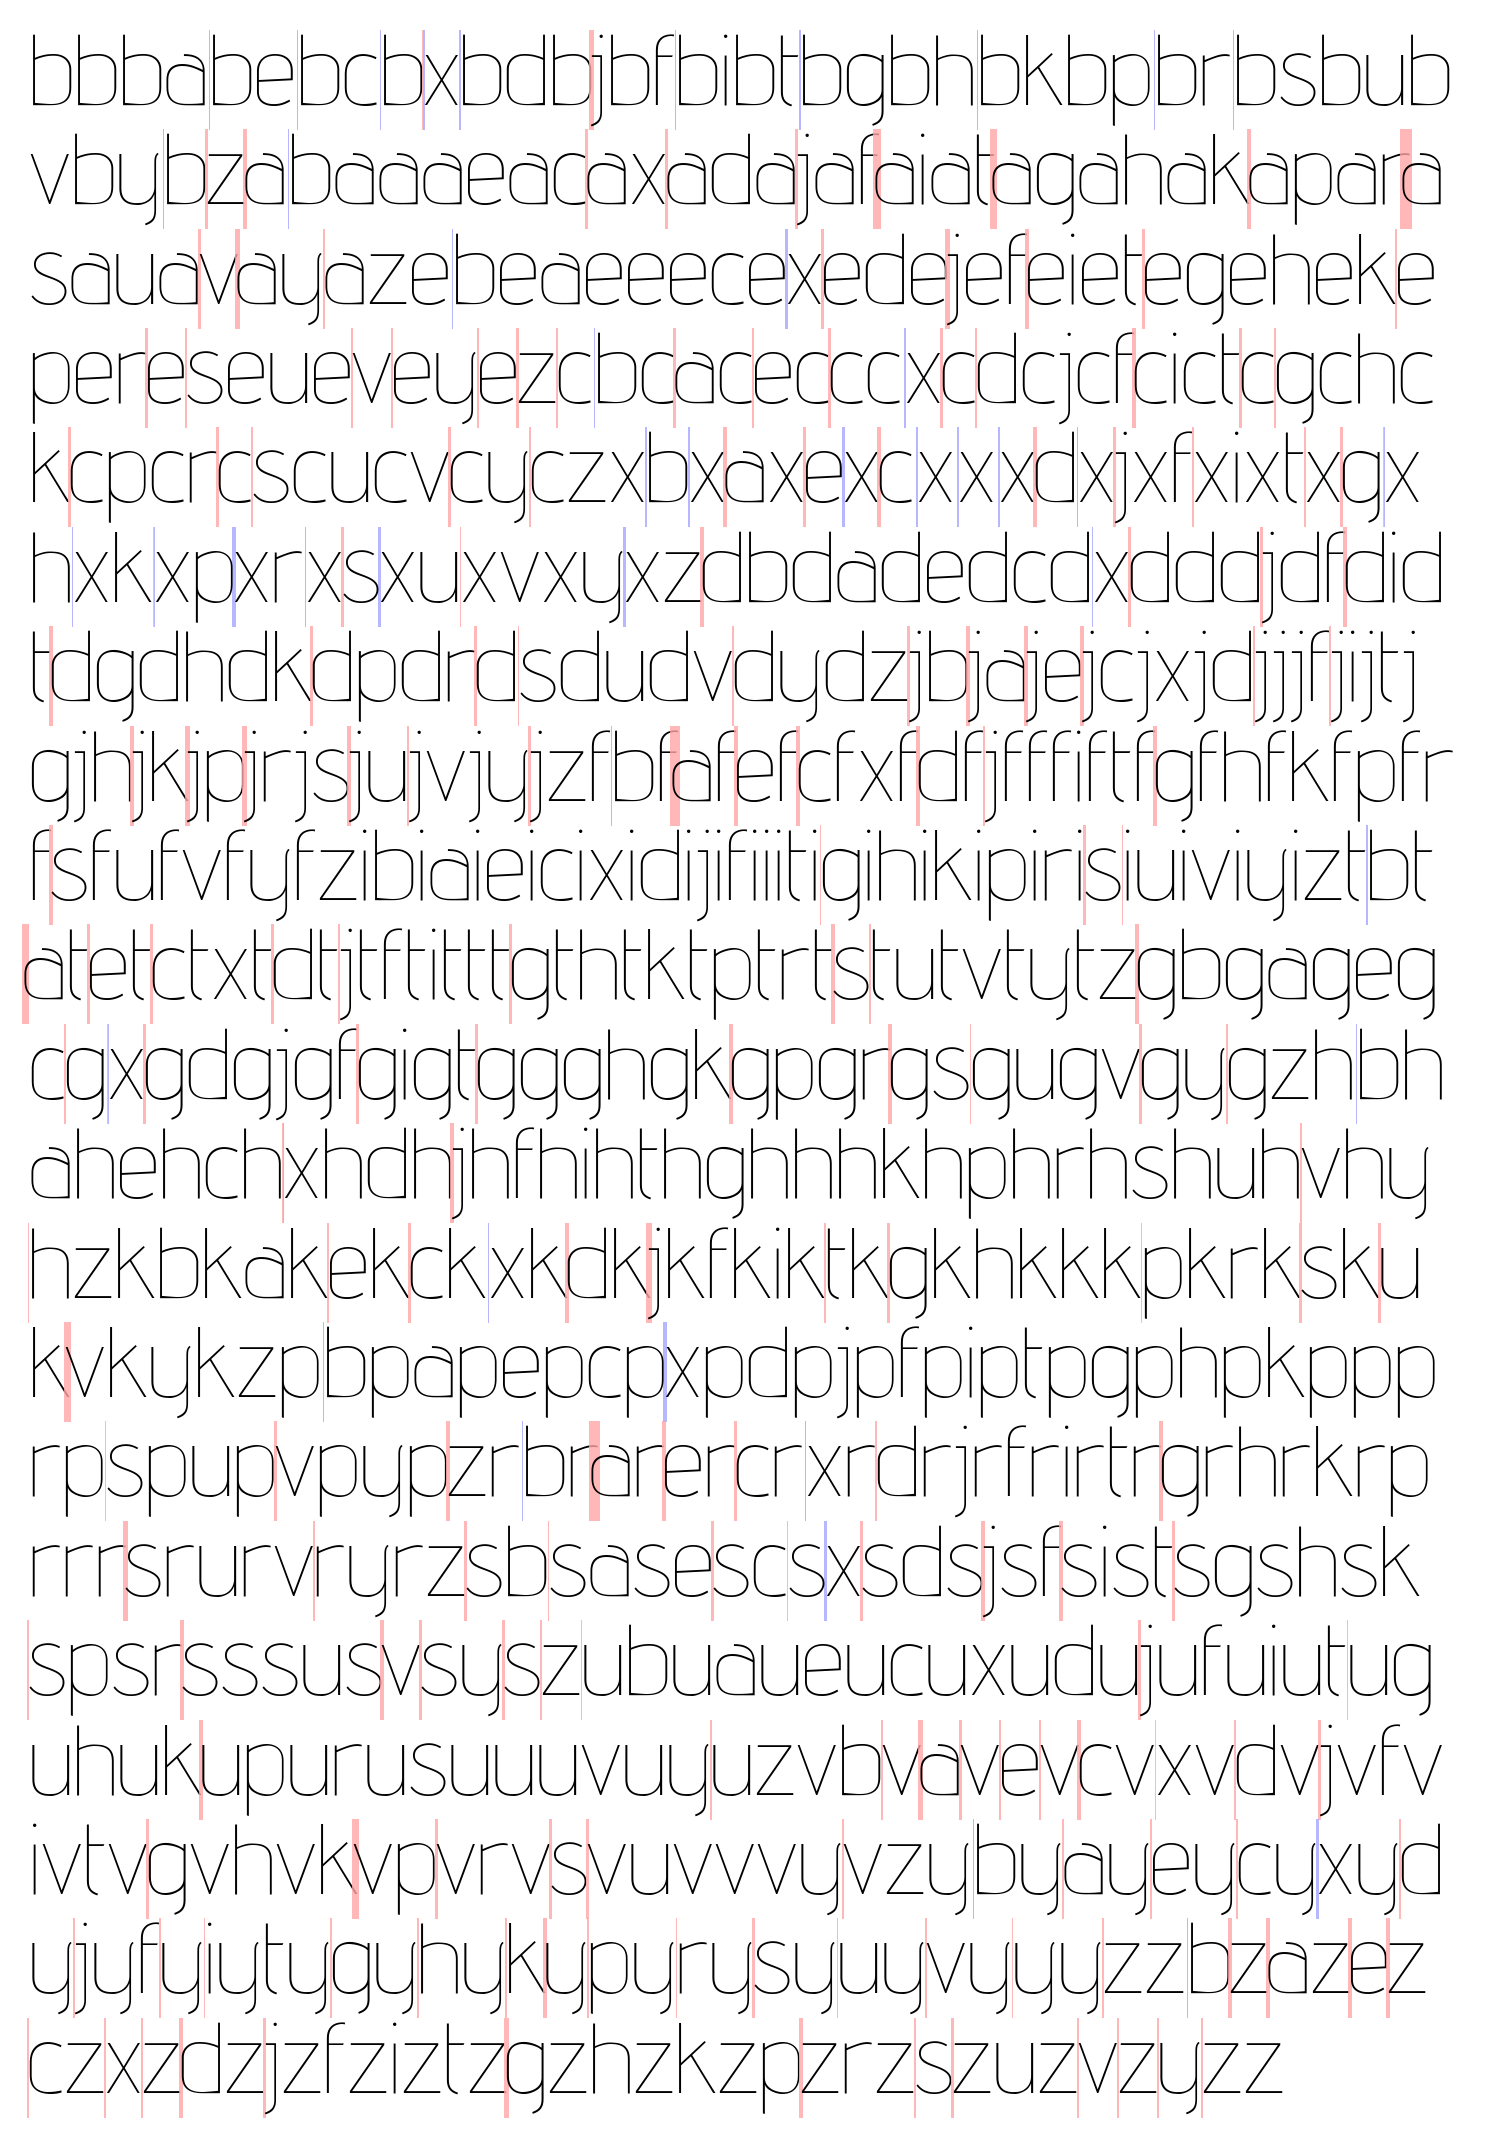 bbbabebcbxbdbjbfbibtbgbhbkbpbrbsbub
vbybzabaaaeacaxadajafaiatagahakapara
sauavayazebeaeeecexedejefeietegeheke
pereseueveyezcbcacecccxcdcjcfcictcgchc
kcpcrcscucvcyczxbxaxexcxxxdxjxfxixtxgx
hxkxpxrxsxuxvxyxzdbdadedcdxdddjdfdid
tdgdhdkdpdrdsdudvdydzjbjajejcjxjdjjjfjijtj
gjhjkjpjrjsjujvjyjzfbfafefcfxfdfjfffiftfgfhfkfpfr
fsfufvfyfzibiaieicixidijifiiitigihikipirisiuiviyiztbt
atetctxtdtjtftitttgthtktptrtstutvtytzgbgageg
cgxgdgjgfgigtggghgkgpgrgsgugvgygzhbh
ahehchxhdhjhfhihthghhhkhphrhshuhvhy
hzkbkakekckxkdkjkfkiktkgkhkkkpkrksku
kvkykzpbpapepcpxpdpjpfpiptpgphpkppp
rpspupvpypzrbrarercrxrdrjrfrirtrgrhrkrp
rrrsrurvryrzsbsasescsxsdsjsfsistsgshsk
spsrsssusvsyszubuaueucuxudujufuiutug
uhukupurusuuuvuyuzvbvavevcvxvdvjvfv
ivtvgvhvkvpvrvsvuvvvyvzybyayeycyxyd
yjyfyiytygyhykypyrysyuyvyyyzzbzazez
czxzdzjzfziztzgzhzkzpzrzszuzvzyzz